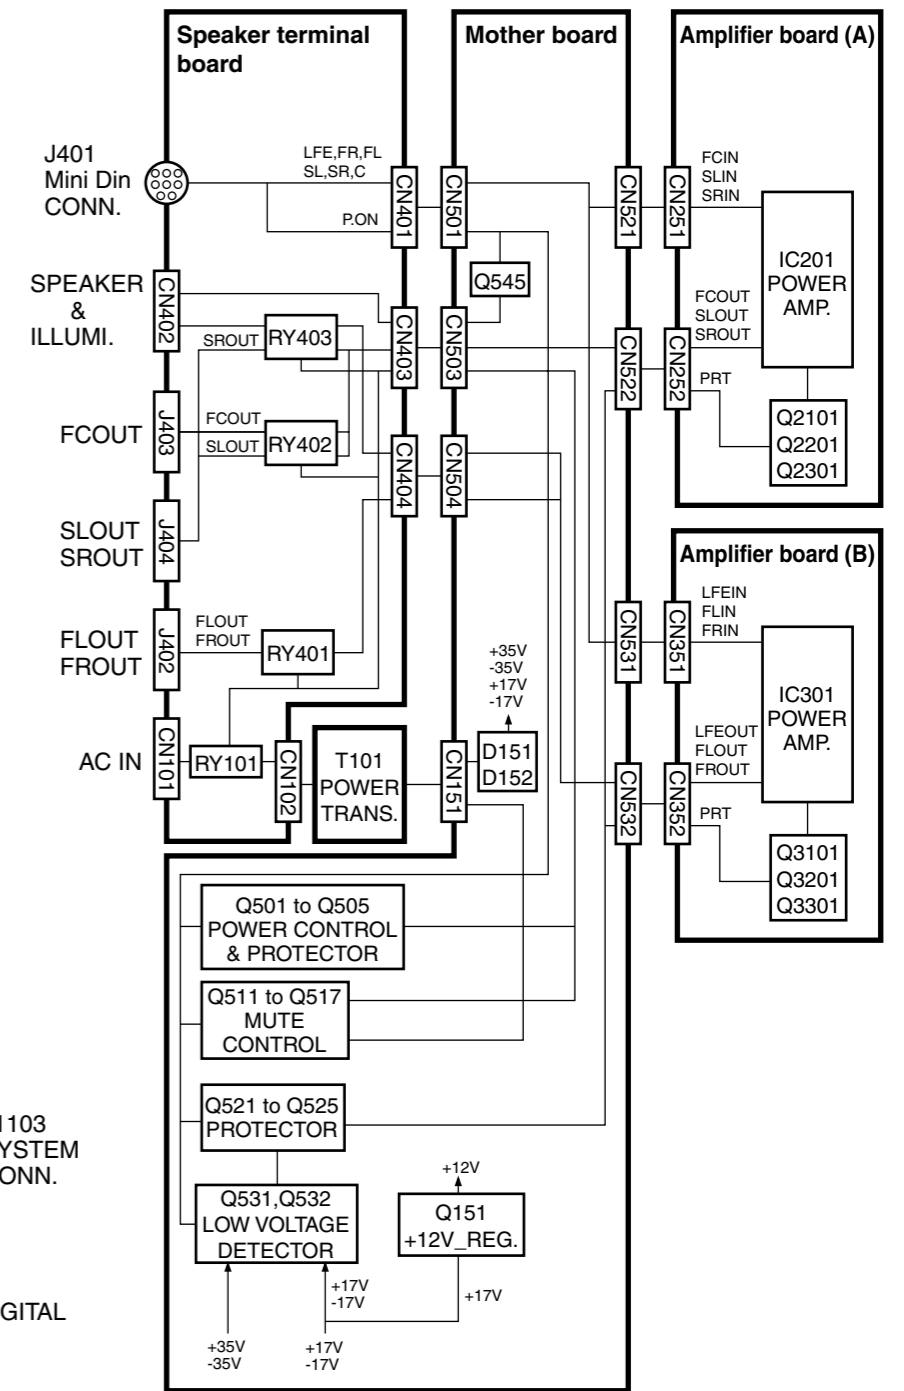 Speaker terminal
board
Mother board
Amplifier board (A)
J401
Mini Din
CONN.
LFE,FR,FL
SL,SR,C
P.ON
CN401
CN501
CN521
CN251
FCIN
SLIN
SRIN
IC201
POWER
AMP.
SPEAKER
&
ILLUMI.
CN402
SROUT
RY403
CN403
Q545
CN503
CN522
CN252
FCOUT
SLOUT
SROUT
PRT
Q2101
Q2201
Q2301
FCOUT
J403
FCOUT
SLOUT
RY402
CN404
CN504
SLOUT
SROUT
J404
Amplifier board (B)
FLOUT
FROUT
J402
FLOUT
FROUT
RY401
CN531
CN351
LFEIN
FLIN
FRIN
IC301
POWER
AMP.
+35V
-35V
+17V
-17V
AC IN
CN101
RY101
CN102
T101
POWER
TRANS.
CN151
D151
D152
CN532
CN352
LFEOUT
FLOUT
FROUT
PRT
Q3101
Q3201
Q3301
Q501 to Q505
POWER CONTROL
& PROTECTOR
Q511 to Q517
MUTE
CONTROL
Q521 to Q525
PROTECTOR
1103
YSTEM
ONN.
Q531,Q532
LOW VOLTAGE
DETECTOR
+12V
Q151
+12V_REG.
+17V
-17V
+17V
GITAL
+35V
-35V
+17V
-17V